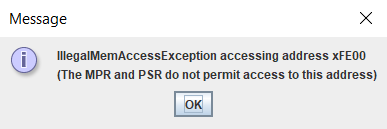 Message
IllegalMemAccessException accessing address xFE00
(The MPR and PSR do not permit access to this address)
OK